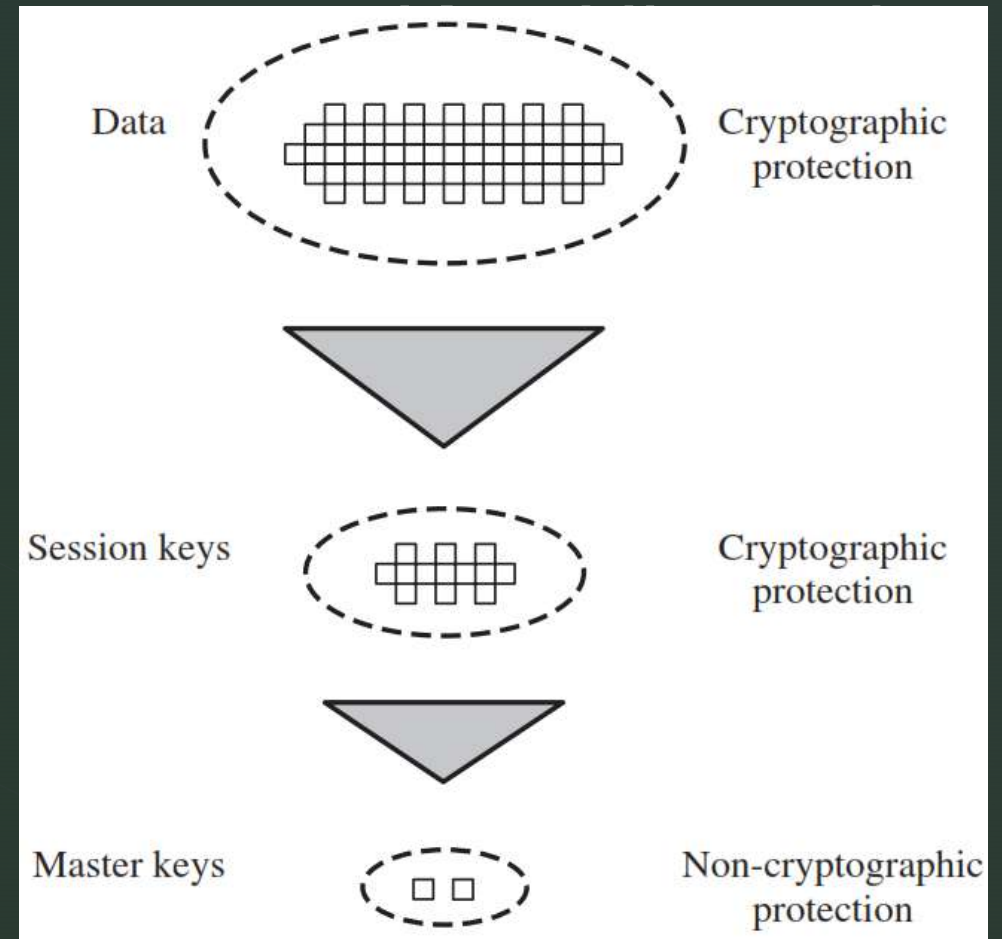 Data
Cryptographic
protection
Session keys
Cryptographic
protection
Master keys
Non-cryptographic
protection